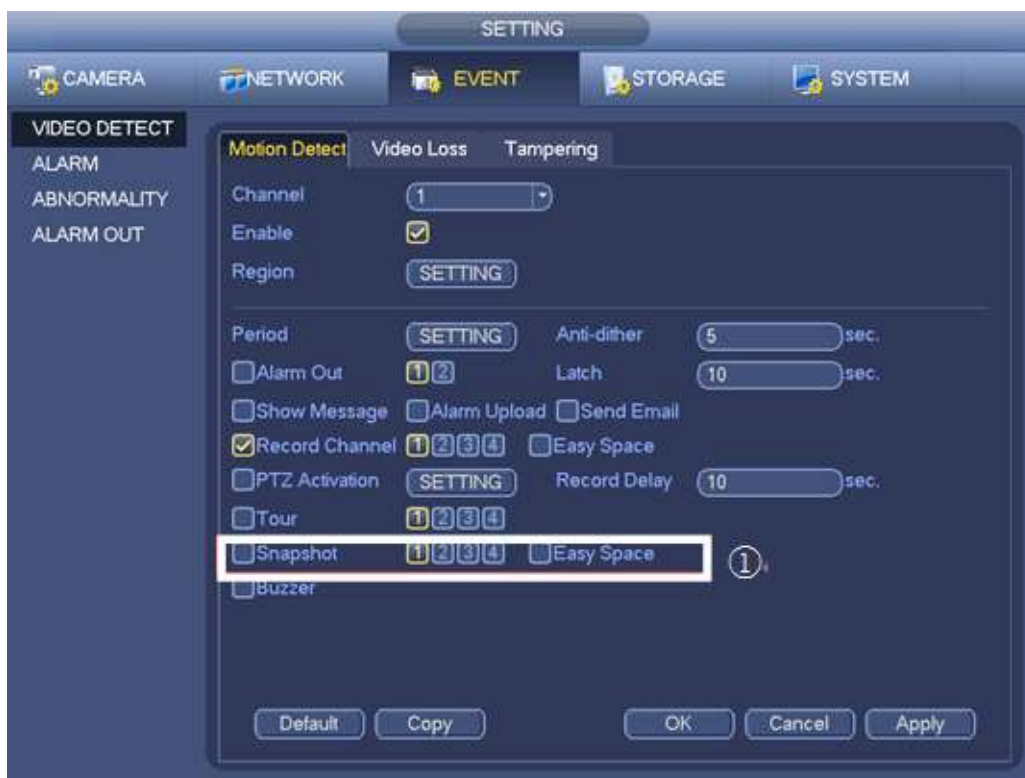 SETTING
CAMERA NETWORK EVENT STORAGE SYSTEM
VIDEO DETECT
ALARM
ABNORMALITY
ALARM OUT
Motion Detect Video Loss Tampering
Channel 1
Enable
Region SETTING
Period SETTING Anti-dither 5 sec.
Alarm Out 1 2 Latch 10 sec.
Show Message Alarm Upload Send Email
Record Channel 1 2 3 4 Easy Space
PTZ Activation SETTING Record Delay 10 sec.
Tour 1 2 3 4
Snapshot 1 2 3 4 Easy Space ①
Buzzer
Default Copy OK Cancel Apply